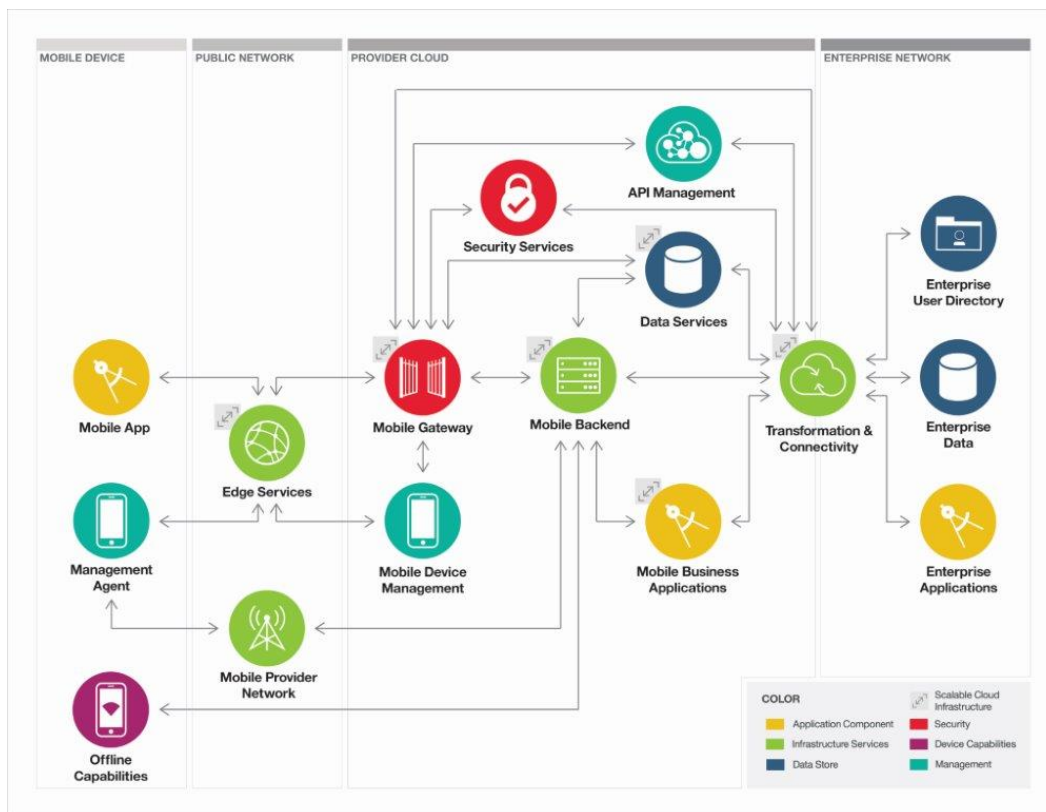 MOBILE DEVICE
PUBLIC NETWORK
PROVIDER CLOUD
ENTERPRISE NETWORK
API Management
Security Services
Data Services
Enterprise
User Directory
Mobile App
Edge Services
Mobile Gateway
Mobile Backend
Transformation &
Connectivity
Enterprise
Data
Management
Agent
Mobile Device
Management
Mobile Business
Applications
Enterprise
Applications
Mobile Provider
Network
Offline
Capabilities
COLOR
Application Component
Infrastructure Services
Data Store
Scalable Cloud
Infrastructure
Security
Device Capabilities
Management